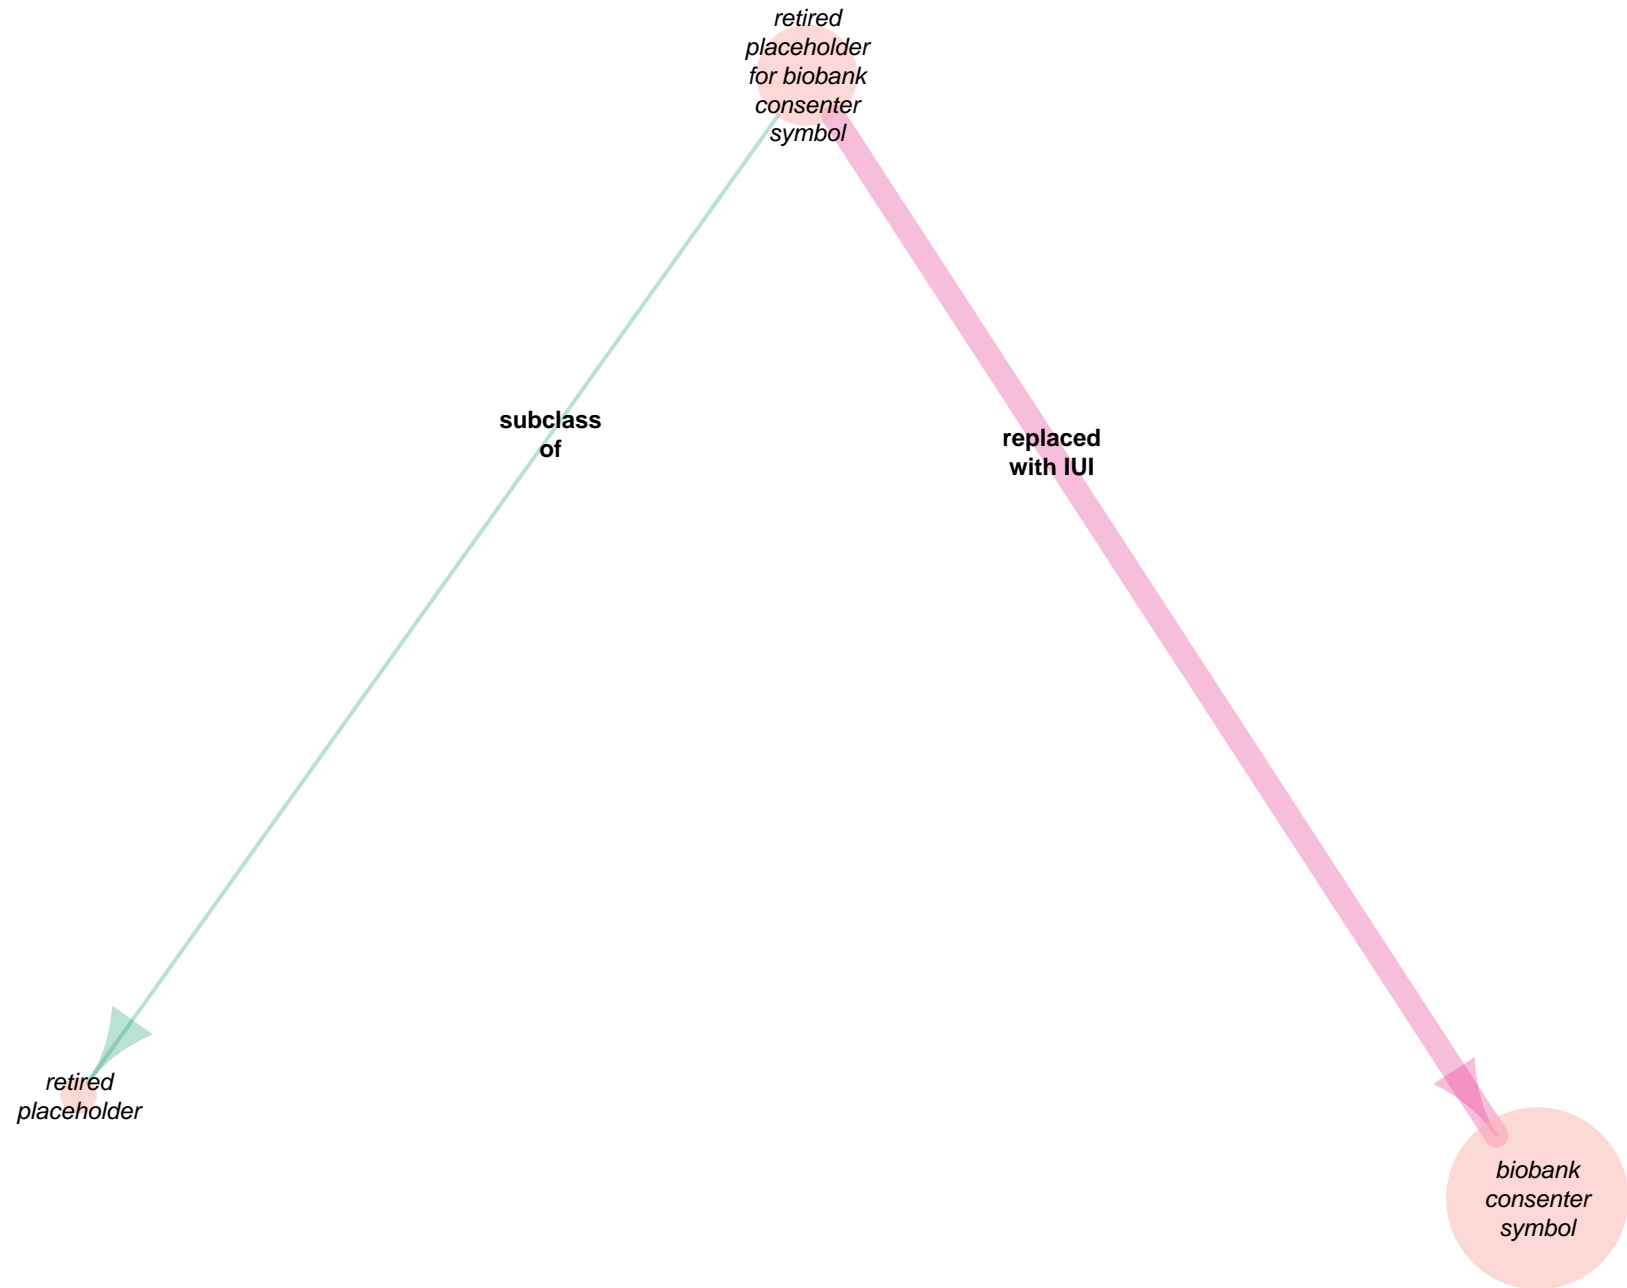 retired
placeholder
for biobank
consenter
symbol
subclass
of
replaced
with IUI
retired
placeholder
biobank
consenter
symbol